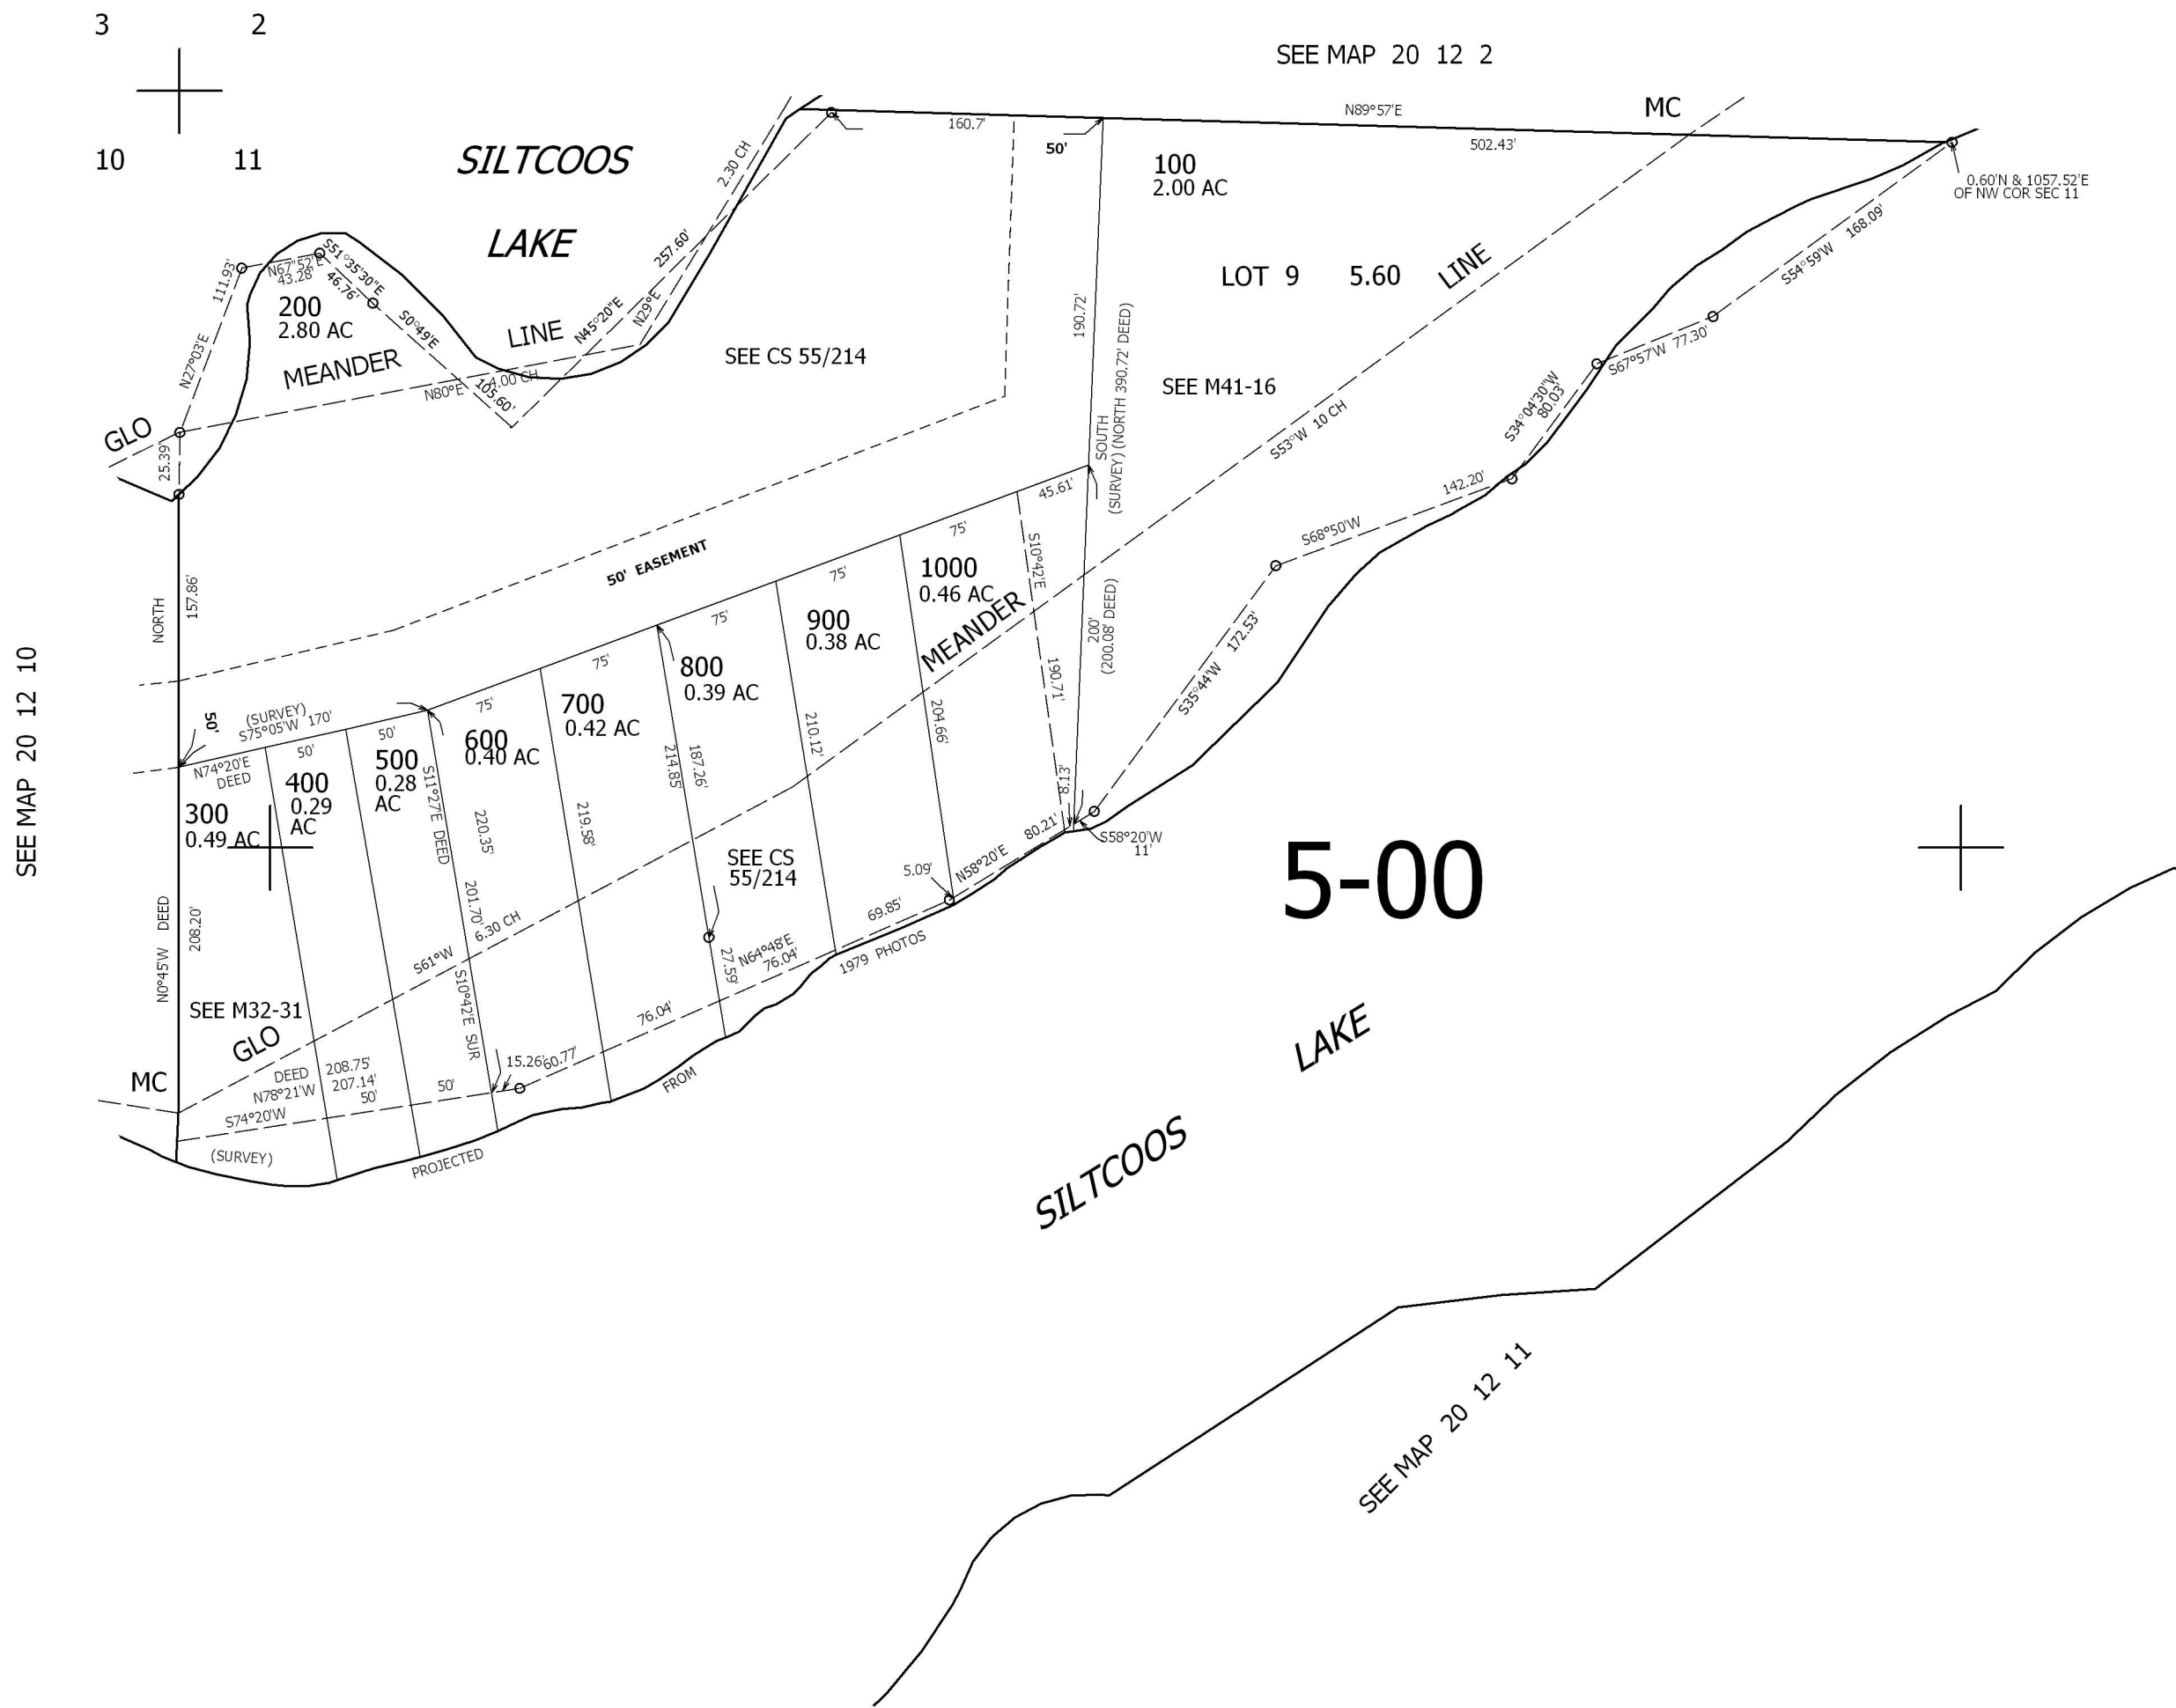 3 2
SEE MAP 20 12 2
10 11
SILTCOOS
LAKE
2.30 CH
160.7'
50'
N89°57'E
502.43'
MC
100
2.00 AC
0.60'N & 1057.52'E
OF NW COR SEC 11
111.93'
N67°52'E
43.28'
S51°35'30"E
46.76'
257.60'
200
2.80 AC
S0°49'E
N45°20'E
N29°E
LINE
MEANDER
N80°E 4.00 CH
105.60'
N27°03'E
GLO
25.39'
SEE CS 55/214
LOT 9 5.60
LINE
S54°59'W 168.09'
190.72'
SOUTH
(SURVEY) (NORTH 390.72' DEED)
SEE M41-16
S53°W 10 CH
S67°57'W 77.30'
S34°04'30"W
80.03'
142.20'
S68°50'W
45.61'
75'
75'
75'
75'
75'
50' EASEMENT
NORTH
157.86'
SEE MAP 20 12 10
S10°42'E
190.71'
1000
0.46 AC
MEANDER
200'
(200.08' DEED)
S35°44'W 172.53'
900
0.38 AC
800
0.39 AC
700
0.42 AC
600
0.40 AC
500
0.28
AC
400
0.29
AC
300
0.49 AC
50'
(SURVEY)
S75°05'W 170'
50'
50'
N74°20'E
DEED
S11°27'E DEED
220.35'
219.58'
214.85'
187.26'
210.12'
204.66'
8.13'
80.21'
S58°20'W
11'
5.09'
N58°20'E
SEE CS
55/214
69.85'
N64°48'E
76.04'
1979 PHOTOS
27.59'
201.70'
6.30 CH
S61°W
N0°45'W DEED
208.20'
SEE M32-31
GLO
S10°42'E SUR
76.04'
15.26'
60.77'
MC
DEED 208.75'
N78°21'W 207.14'
50'
50'
S74°20'W
(SURVEY)
PROJECTED
FROM
5-00
LAKE
SILTCOOS
SEE MAP 20 12 11